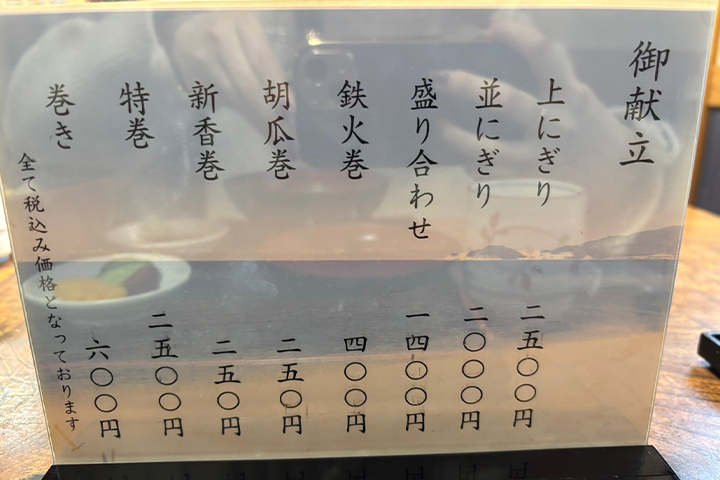 御献立
上にぎり 二五〇〇円
並にぎり 二〇〇〇円
盛り合わせ 一四〇〇円
鉄火巻 四〇〇円
胡瓜巻 二五〇円
新香巻 二五〇円
特巻 二五〇〇円
巻き 六〇〇円
全て税込み価格となっております